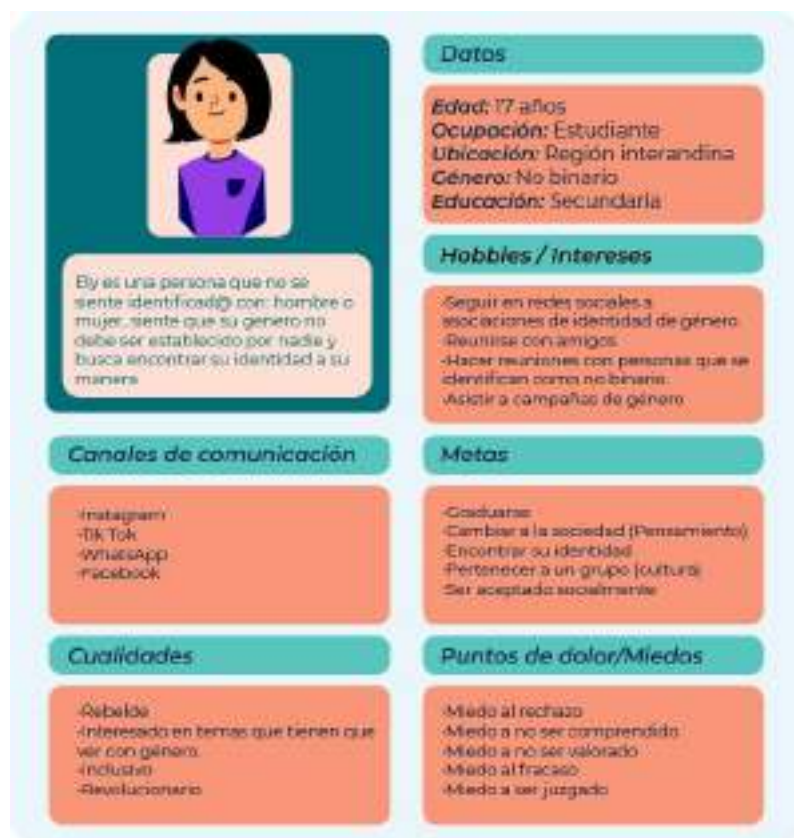 Ely es una persona que no se
siente identificad@ con: hombre o
mujer, siente que su genero no
debe ser establecido por nadie y
busca encontrar su identidad a su
manera
Datos
Edad: 17 años
Ocupación: Estudiante
Ubicación: Región interandina
Género: No binario
Educación: Secundaria
Hobbies / Intereses
-Seguir en redes sociales a
asociaciones de identidad de género.
-Reunirse con amigos
-Hacer reuniones con personas que se
identifican como no binario.
-Asistir a campañas de género
Canales de comunicación
-Instagram
-Tik Tok
-WhatsApp
-Facebook
Metas
-Graduarse
-Cambiar a la sociedad (Pensamiento)
-Encontrar su identidad
-Pertenecer a un grupo (cultura)
-Ser aceptado socialmente
Cualidades
-Rebelde
-Interesado en temas que tienen que
ver con género.
-Inclusivo
-Revolucionario
Puntos de dolor/Miedos
-Miedo al rechazo
-Miedo a no ser comprendido
-Miedo a no ser valorado
-Miedo al fracaso
-Miedo a ser juzgado